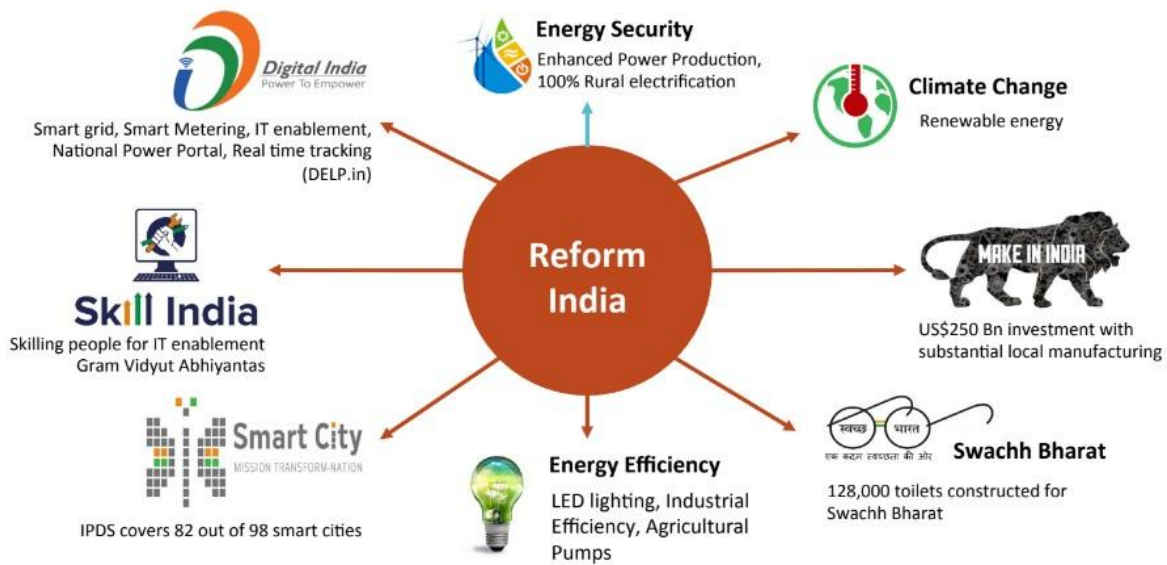 Digital India
Power To Empower
Smart grid, Smart Metering, IT enablement,
National Power Portal, Real time tracking
(DELP.in)
Energy Security
Enhanced Power Production,
100% Rural electrification
Climate Change
Renewable energy
Skill India
Skilling people for IT enablement
Gram Vidyut Abhiyantas
Reform
India
MAKE IN INDIA
US$250 Bn investment with
substantial local manufacturing
Smart City
MISSION TRANSFORM-NATION
IPDS covers 82 out of 98 smart cities
Energy Efficiency
LED lighting, Industrial
Efficiency, Agricultural
Pumps
स्वच्छ भारत
एक कदम स्वच्छता की ओर
Swachh Bharat
128,000 toilets constructed for
Swachh Bharat